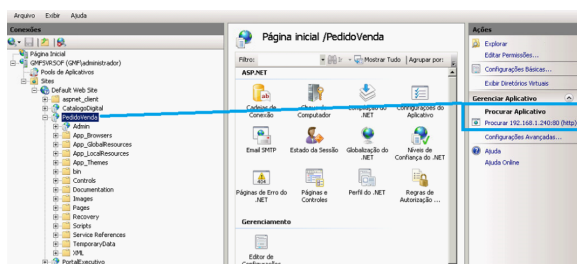 Arquivo Exibir Ajuda
Conexões
Página Inicial
GMFSVRSOF (GMF\administrador)
Pools de Aplicativos
Sites
Default Web Site
aspnet_client
CatalogoDigital
PedidoVenda
Admin
App_Browsers
App_GlobalResources
App_LocalResources
App_Themes
bin
Controls
Documentation
Images
Pages
Recovery
Scripts
Service References
TemporaryData
XML
PortalExecutivo
Página inicial /PedidoVenda
Filtro:
Mostrar Tudo
Agrupar por:
ASP.NET
Cadeias de Conexão
Chave do Computador
Compilação do .NET
Configurações do Aplicativo
Email SMTP
Estado da Sessão
Globalização do .NET
Níveis de Confiança do .NET
Páginas de Erro do .NET
Páginas e Controles
Perfil do .NET
Regras de Autorização ...
Gerenciamento
Editor de
Configurações
Ações
Explorar
Editar Permissões...
Configurações Básicas...
Exibir Diretórios Virtuais
Gerenciar Aplicativo
Procurar Aplicativo
Procurar 192.168.1.240:80 (http)
Configurações Avançadas...
Ajuda
Ajuda Online